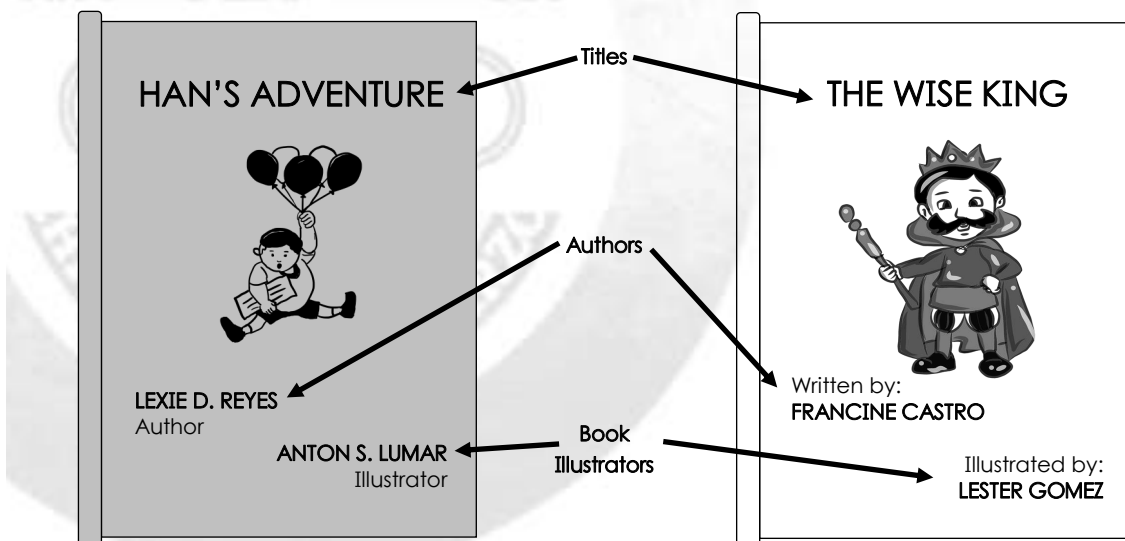 Titles
HAN'S ADVENTURE
THE WISE KING
Authors
LEXIE D. REYES
Author
Written by:
FRANCINE CASTRO
ANTON S. LUMAR
Illustrator
Book
Illustrators
Illustrated by:
LESTER GOMEZ